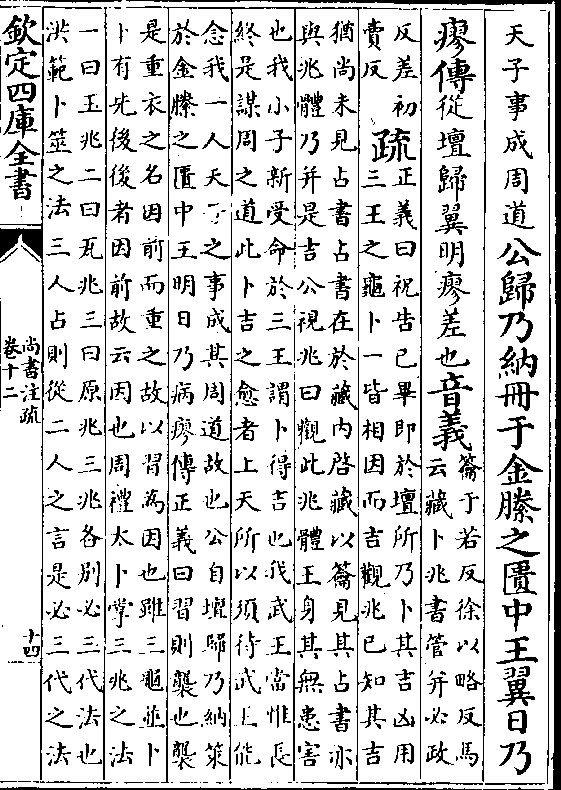 天子事成周道公歸乃納冊于金縢之匱中王翼日乃
瘳傳從壇歸翼明瘳差也音義籥于若反徐以略反馬
云藏卜兆書管并必政
反差初
賣反疏正義曰祝告已畢即於壇所乃卜其吉凶用
三王之龜卜一皆相因而吉觀兆已知其吉
猶尚未見占書占書在於藏內啓藏以籥見其占書亦
與兆體乃并是吉公視兆曰觀此兆體王身其無患害
也我小子新受命於三王謂卜得吉也我武王當惟長
終是謀周之道此卜吉之愈者上天所以須待武王能
念我一人天子之事成其周道故也公自壇歸乃納策
於金縢之匱中王明日乃病瘳傳正義曰習則襲也襲
是重衣之名因前而重之故以習為因也雖三龜並卜
卜有先後後者因前故云因也周禮太卜掌三兆之法
一曰玉兆二曰瓦兆三曰原兆三兆各別必三代法也
洪範卜筮之法三人占則從二人之言是必三代之法
欽定四庫全書
尚書注疏
卷十二
十四